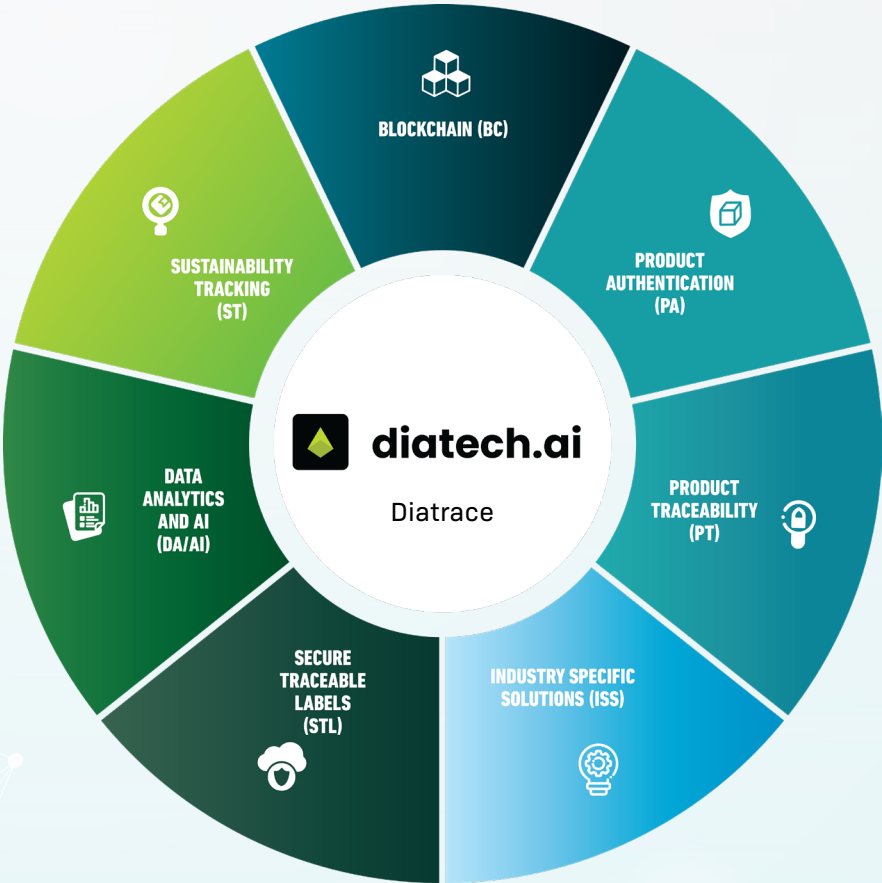 BLOCKCHAIN (BC)
PRODUCT
AUTHENTICATION
(PA)
PRODUCT
TRACEABILITY
(PT)
INDUSTRY SPECIFIC
SOLUTIONS (ISS)
SECURE
TRACEABLE
LABELS
(STL)
DATA
ANALYTICS
AND AI
(DA/AI)
SUSTAINABILITY
TRACKING
(ST)
diatech.ai
Diatrace